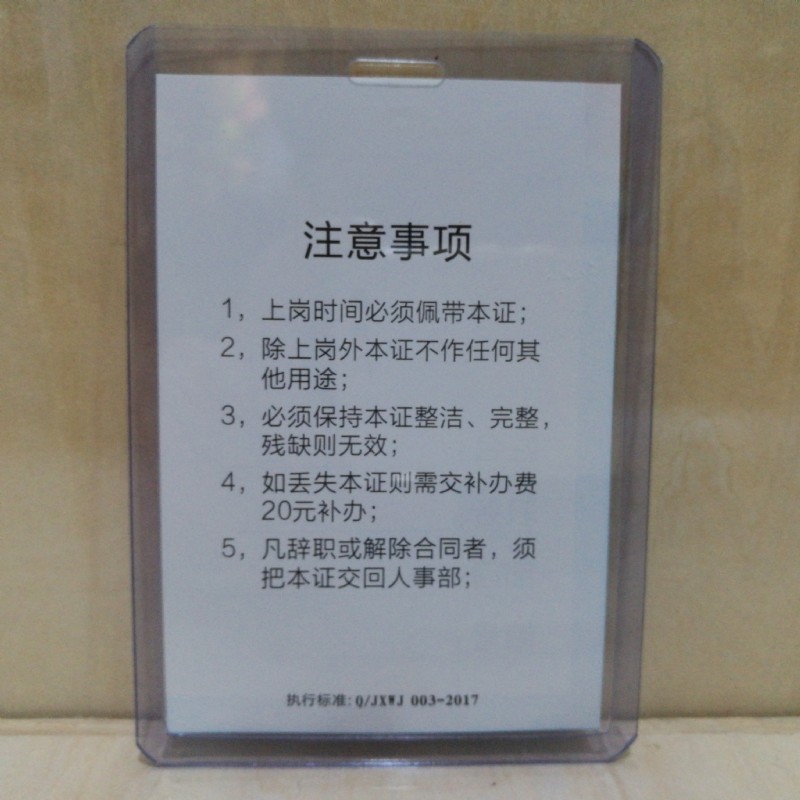 注意事项
1，上岗时间必须佩带本证；
2，除上岗外本证不作任何其
他用途；
3，必须保持本证整洁、完整，
残缺则无效；
4，如丢失本证则需交补办费
20元补办；
5，凡辞职或解除合同者，须
把本证交回人事部；
执行标准：Q/JXWJ 003-2017